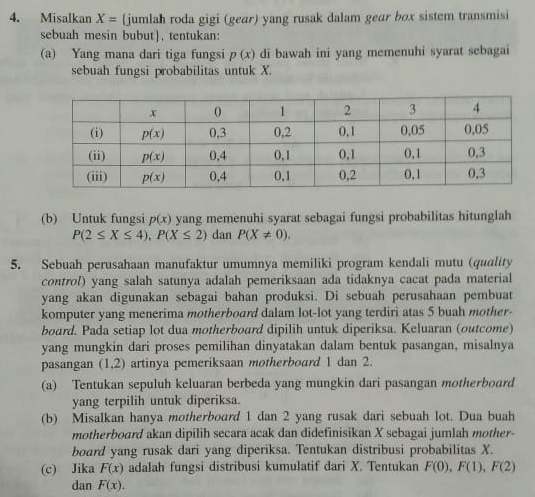 4. Misalkan X = {jumlah roda gigi (gear) yang rusak dalam gear box sistem transmisi
sebuah mesin bubut}, tentukan:
(a) Yang mana dari tiga fungsi p (x) di bawah ini yang memenuhi syarat sebagai
sebuah fungsi probabilitas untuk X.
x 0 1 2 3 4
(i) p(x) 0,3 0,2 0,1 0,05 0,05
(ii) p(x) 0,4 0,1 0,1 0,1 0,3
(iii) p(x) 0,4 0,1 0,2 0,1 0,3
(b) Untuk fungsi p(x) yang memenuhi syarat sebagai fungsi probabilitas hitunglah
P(2 ≤ X ≤ 4), P(X ≤ 2) dan P(X ≠ 0).
5. Sebuah perusahaan manufaktur umumnya memiliki program kendali mutu (quality
control) yang salah satunya adalah pemeriksaan ada tidaknya cacat pada material
yang akan digunakan sebagai bahan produksi. Di sebuah perusahaan pembuat
komputer yang menerima motherboard dalam lot-lot yang terdiri atas 5 buah mother-
board. Pada setiap lot dua motherboard dipilih untuk diperiksa. Keluaran (outcome)
yang mungkin dari proses pemilihan dinyatakan dalam bentuk pasangan, misalnya
pasangan (1,2) artinya pemeriksaan motherboard 1 dan 2.
(a) Tentukan sepuluh keluaran berbeda yang mungkin dari pasangan motherboard
yang terpilih untuk diperiksa.
(b) Misalkan hanya motherboard 1 dan 2 yang rusak dari sebuah lot. Dua buah
motherboard akan dipilih secara acak dan didefinisikan X sebagai jumlah mother-
board yang rusak dari yang diperiksa. Tentukan distribusi probabilitas X.
(c) Jika F(x) adalah fungsi distribusi kumulatif dari X. Tentukan F(0), F(1), F(2)
dan F(x).